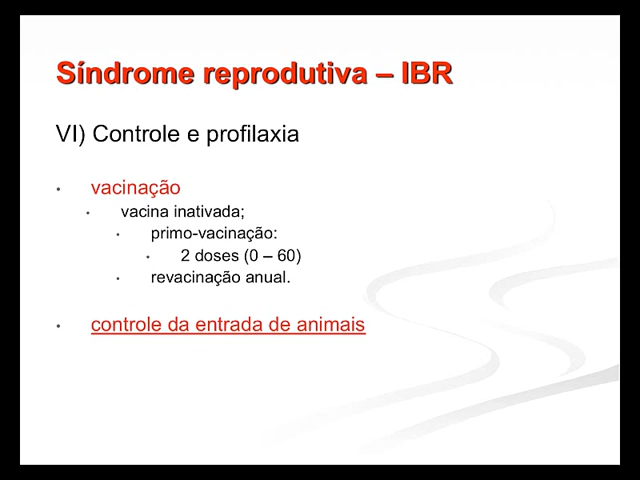 Síndrome reprodutiva – IBR
VI) Controle e profilaxia
• vacinação
• vacina inativada;
• primo-vacinação:
• 2 doses (0 – 60)
• revacinação anual.
• controle da entrada de animais